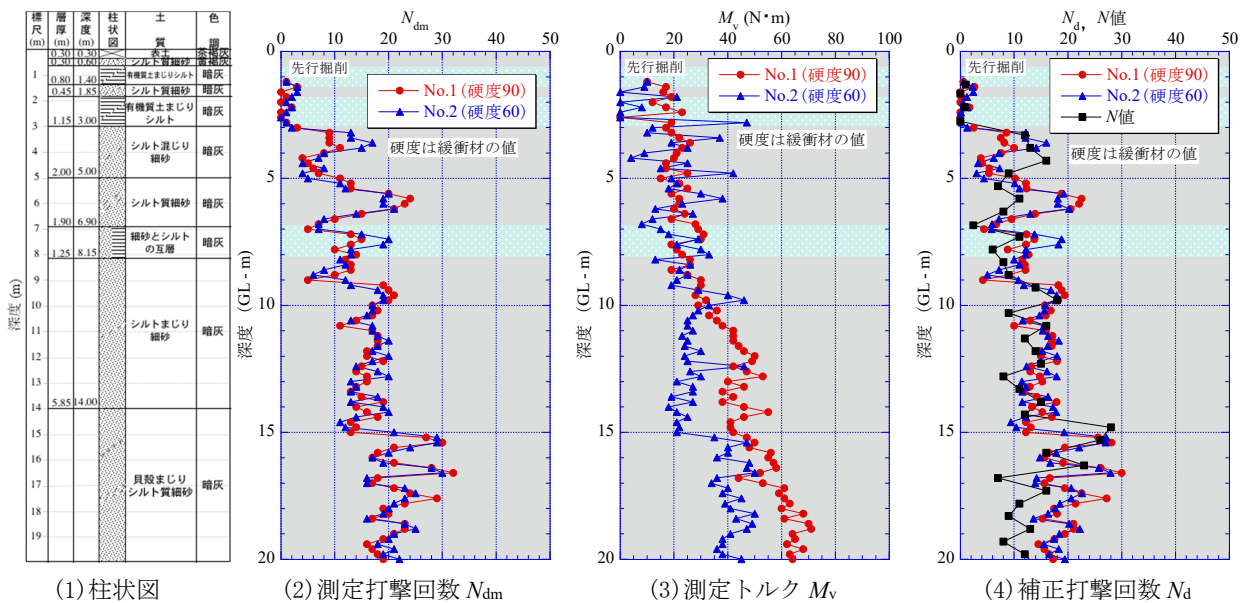 標尺(m) 層厚(m) 深度(m) 柱状図 土質 色調
0.30 0.30 表土 茶褐灰
0.30 0.60 シルト質細砂 黄褐灰
1 0.80 1.40 有機質土まじりシルト 暗灰
0.45 1.85 シルト質細砂 暗灰
2 1.15 3.00 有機質土まじりシルト 暗灰
3
4 2.00 5.00 シルト混じり細砂 暗灰
5
6 1.90 6.90 シルト質細砂 暗灰
7
8 1.25 8.15 細砂とシルトの互層 暗灰
9
10
11 シルトまじり細砂 暗灰
12
13
14 5.85 14.00
15
16
17 貝殻まじりシルト質細砂 暗灰
18
19
深度 (m)
(1) 柱状図
Ndm
0 10 20 30 40 50
0
5
10
15
20
深度 (GL - m)
先行掘削
No.1 (硬度90)
No.2 (硬度60)
硬度は緩衝材の値
(2) 測定打撃回数 Ndm
Mv (N・m)
0 20 40 60 80 100
0
5
10
15
20
深度 (GL - m)
先行掘削
No.1 (硬度90)
No.2 (硬度60)
硬度は緩衝材の値
(3) 測定トルク Mv
Nd, N値
0 10 20 30 40 50
0
5
10
15
20
深度 (GL - m)
先行掘削
No.1 (硬度90)
No.2 (硬度60)
N値
硬度は緩衝材の値
(4) 補正打撃回数 Nd